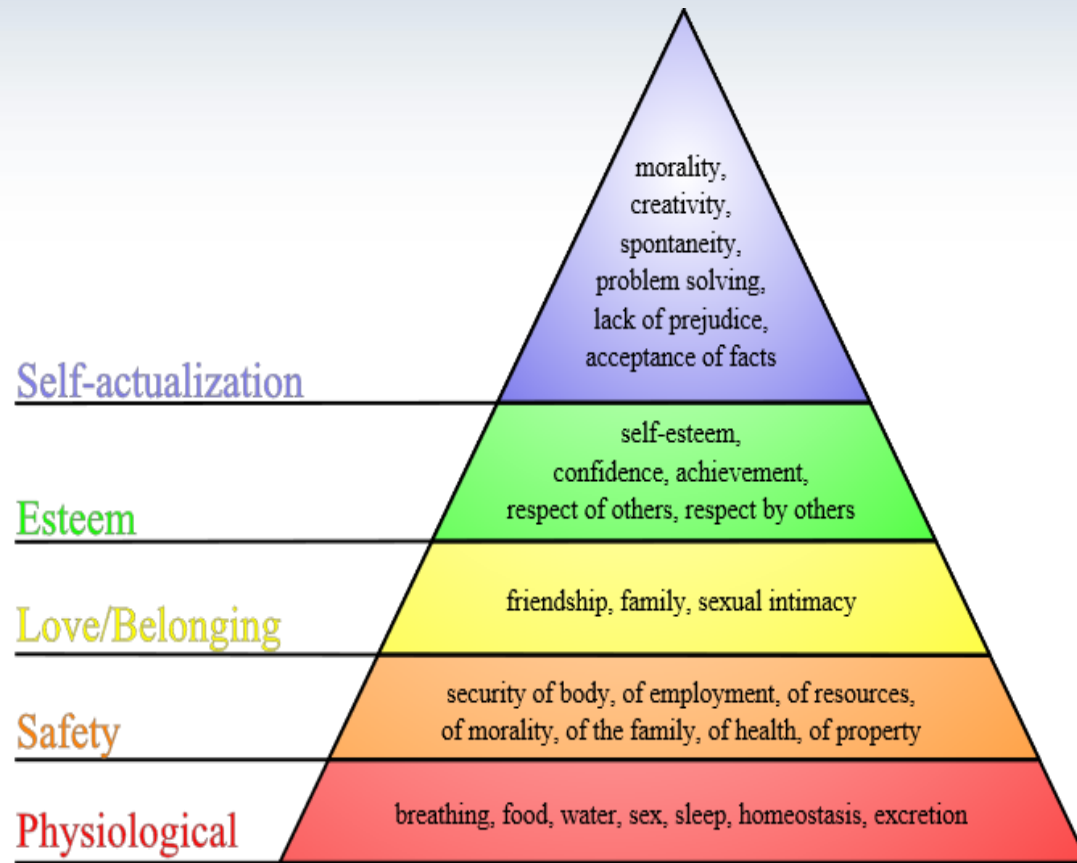 morality,
creativity,
spontaneity,
problem solving,
lack of prejudice,
acceptance of facts
Self-actualization
self-esteem,
confidence, achievement,
respect of others, respect by others
Esteem
friendship, family, sexual intimacy
Love/Belonging
security of body, of employment, of resources,
of morality, of the family, of health, of property
Safety
breathing, food, water, sex, sleep, homeostasis, excretion
Physiological